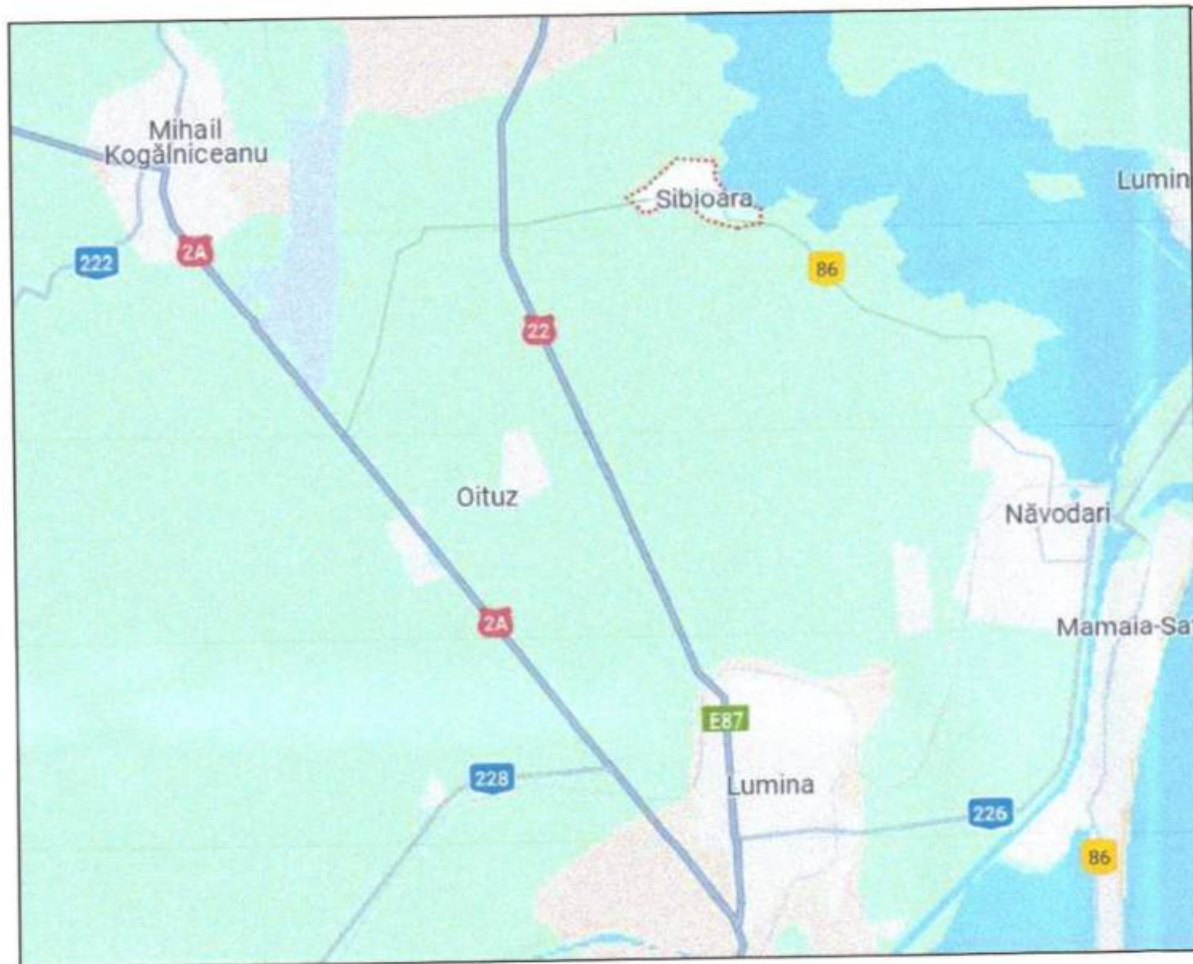 Mihail
Kogălniceanu
Sibioara
Lumin
222
2A
86
22
Oituz
Năvodari
2A
Mamaia-Sa
E87
228
Lumina
226
86